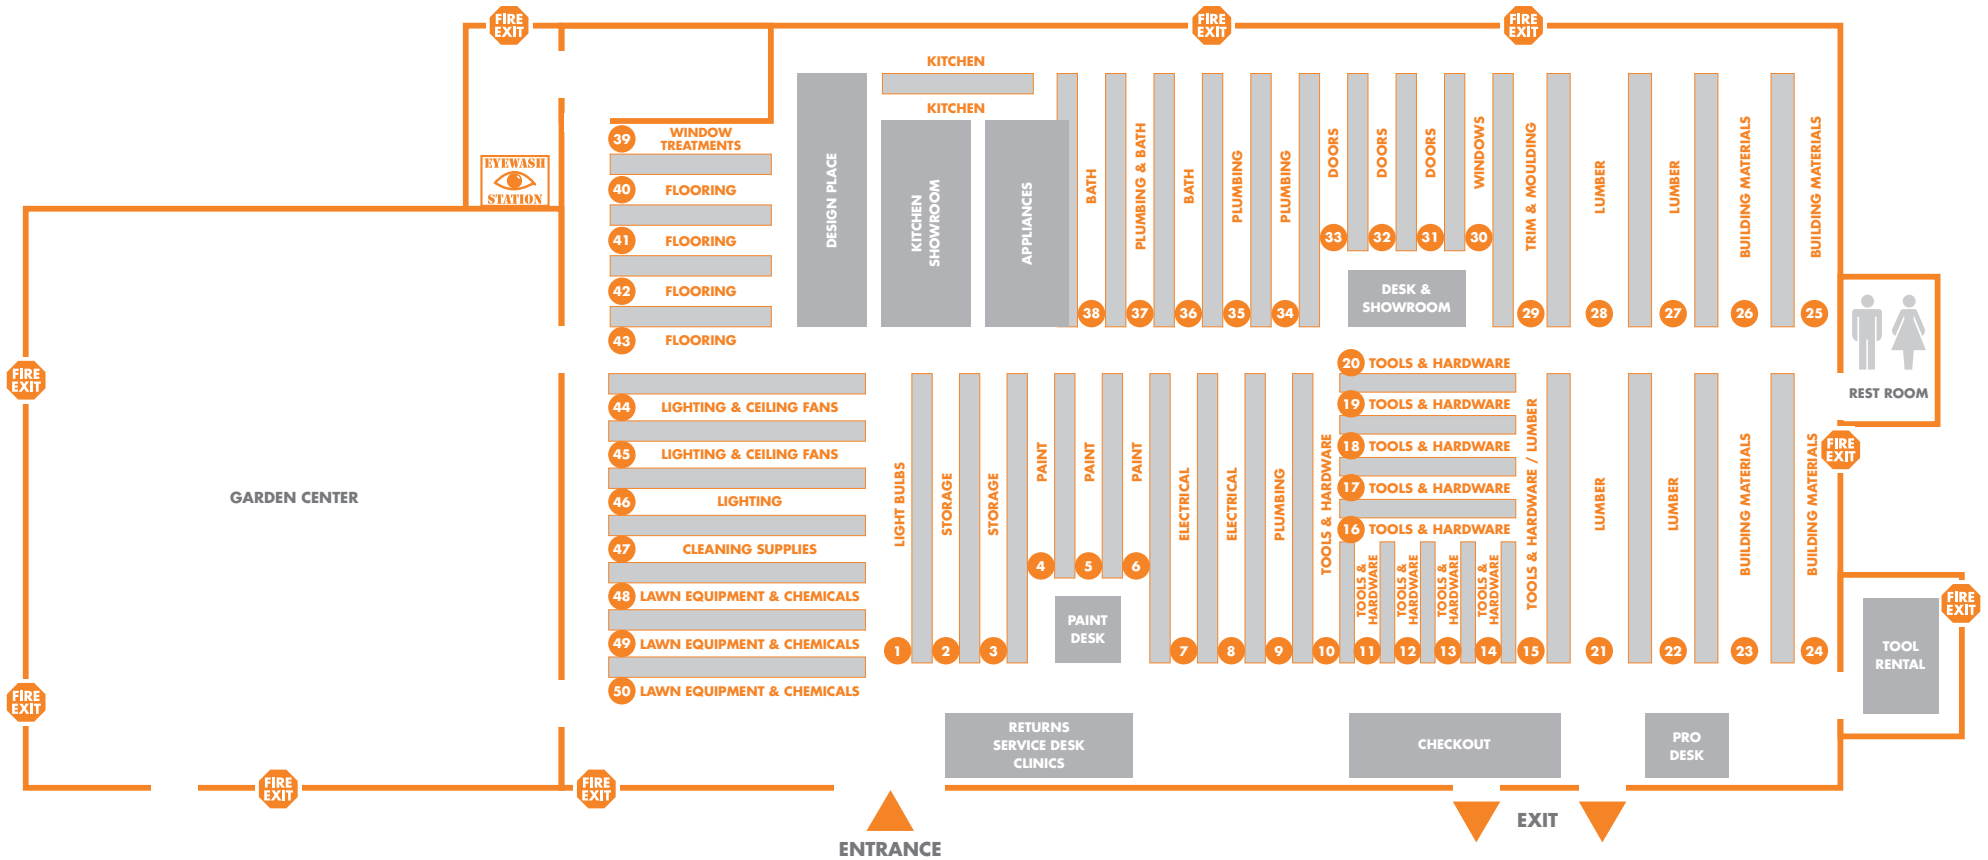 FIRE
EXIT
FIRE
EXIT
FIRE
EXIT
KITCHEN
KITCHEN
39 WINDOW
TREATMENTS
EYEWASH
STATION
40 FLOORING
41 FLOORING
42 FLOORING
43 FLOORING
DESIGN PLACE
KITCHEN
SHOWROOM
APPLIANCES
BATH
38
PLUMBING & BATH
37
BATH
36
PLUMBING
35
PLUMBING
34
DOORS
33
DOORS
32
DOORS
31
WINDOWS
30
DESK &
SHOWROOM
TRIM & MOULDING
29
LUMBER
28
LUMBER
27
BUILDING MATERIALS
26
BUILDING MATERIALS
25
REST ROOM
FIRE
EXIT
FIRE
EXIT
GARDEN CENTER
44 LIGHTING & CEILING FANS
45 LIGHTING & CEILING FANS
46 LIGHTING
47 CLEANING SUPPLIES
48 LAWN EQUIPMENT & CHEMICALS
49 LAWN EQUIPMENT & CHEMICALS
50 LAWN EQUIPMENT & CHEMICALS
LIGHT BULBS
1
STORAGE
2
STORAGE
3
PAINT
4
PAINT
5
PAINT
6
PAINT
DESK
ELECTRICAL
7
ELECTRICAL
8
PLUMBING
9
TOOLS & HARDWARE
10
20 TOOLS & HARDWARE
19 TOOLS & HARDWARE
18 TOOLS & HARDWARE
17 TOOLS & HARDWARE
16 TOOLS & HARDWARE
TOOLS &
HARDWARE
11
TOOLS &
HARDWARE
12
TOOLS &
HARDWARE
13
TOOLS &
HARDWARE
14
TOOLS & HARDWARE / LUMBER
15
LUMBER
21
LUMBER
22
BUILDING MATERIALS
23
BUILDING MATERIALS
24
FIRE
EXIT
TOOL
RENTAL
FIRE
EXIT
RETURNS
SERVICE DESK
CLINICS
CHECKOUT
PRO
DESK
FIRE
EXIT
FIRE
EXIT
ENTRANCE
EXIT